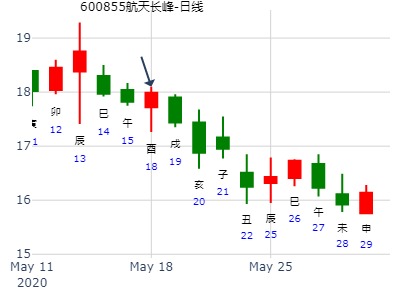 600855航天长峰-日线
19
18
17
16
15
卯
12
辰
13
巳
14
午
15
酉
18
戌
19
亥
20
子
21
丑
22
辰
25
巳
26
午
27
未
28
申
29
May 11
2020
May 18
May 25